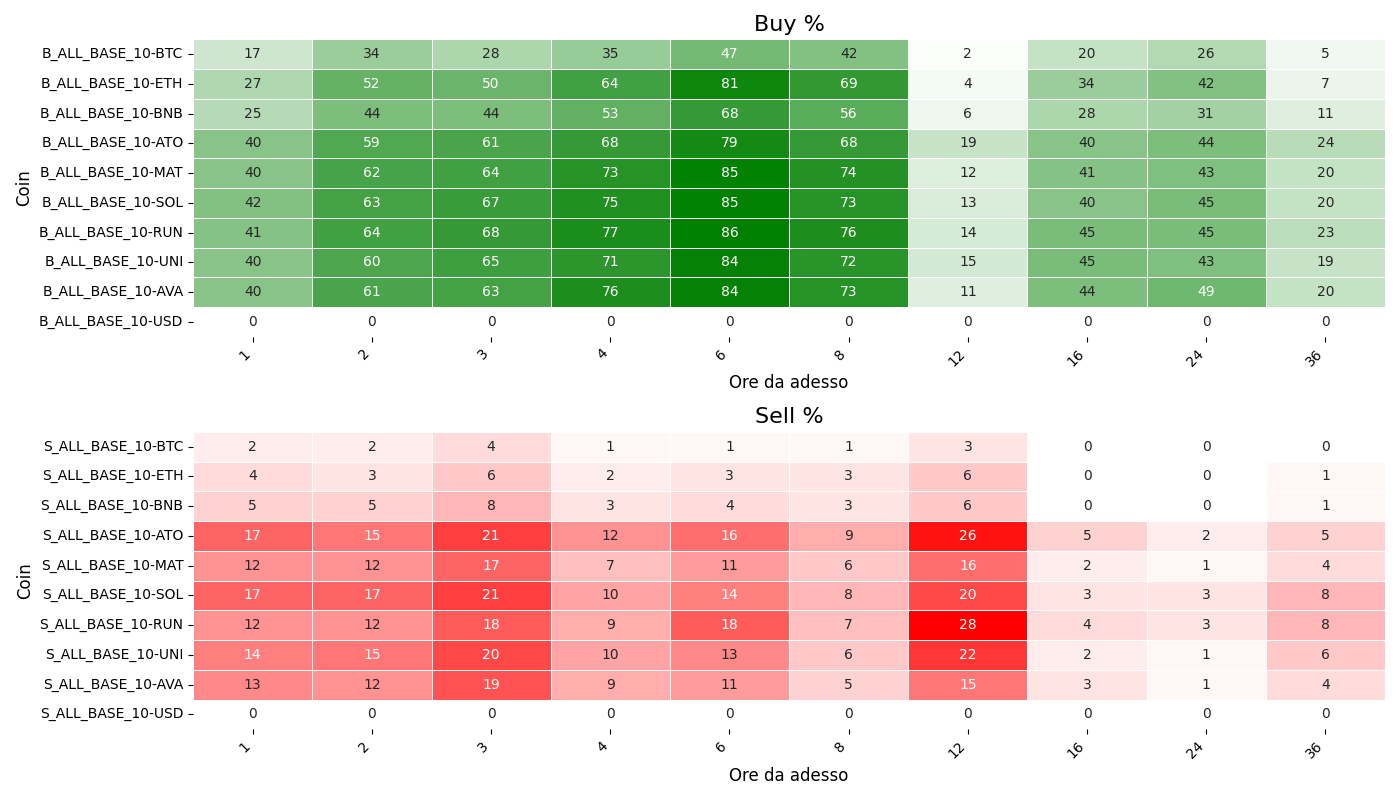 Buy %
Coin
B_ALL_BASE_10-BTC 17 34 28 35 47 42 2 20 26 5
B_ALL_BASE_10-ETH 27 52 50 64 81 69 4 34 42 7
B_ALL_BASE_10-BNB 25 44 44 53 68 56 6 28 31 11
B_ALL_BASE_10-ATO 40 59 61 68 79 68 19 40 44 24
B_ALL_BASE_10-MAT 40 62 64 73 85 74 12 41 43 20
B_ALL_BASE_10-SOL 42 63 67 75 85 73 13 40 45 20
B_ALL_BASE_10-RUN 41 64 68 77 86 76 14 45 45 23
B_ALL_BASE_10-UNI 40 60 65 71 84 72 15 45 43 19
B_ALL_BASE_10-AVA 40 61 63 76 84 73 11 44 49 20
B_ALL_BASE_10-USD 0 0 0 0 0 0 0 0 0 0
1 2 3 4 6 8 12 16 24 36
Ore da adesso
Sell %
Coin
S_ALL_BASE_10-BTC 2 2 4 1 1 1 3 0 0 0
S_ALL_BASE_10-ETH 4 3 6 2 3 3 6 0 0 1
S_ALL_BASE_10-BNB 5 5 8 3 4 3 6 0 0 1
S_ALL_BASE_10-ATO 17 15 21 12 16 9 26 5 2 5
S_ALL_BASE_10-MAT 12 12 17 7 11 6 16 2 1 4
S_ALL_BASE_10-SOL 17 17 21 10 14 8 20 3 3 8
S_ALL_BASE_10-RUN 12 12 18 9 18 7 28 4 3 8
S_ALL_BASE_10-UNI 14 15 20 10 13 6 22 2 1 6
S_ALL_BASE_10-AVA 13 12 19 9 11 5 15 3 1 4
S_ALL_BASE_10-USD 0 0 0 0 0 0 0 0 0 0
1 2 3 4 6 8 12 16 24 36
Ore da adesso